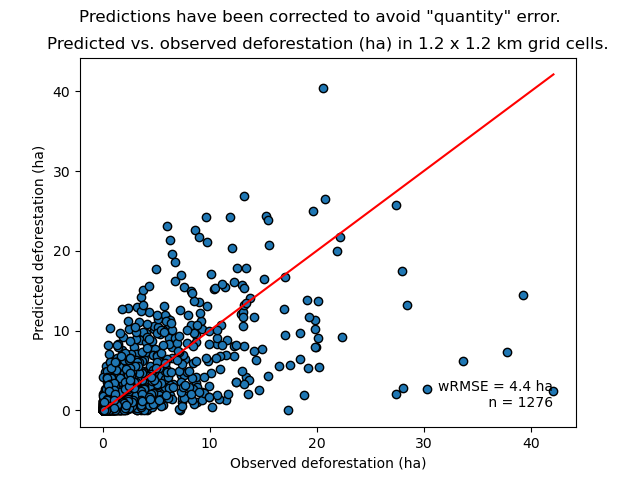 Predictions have been corrected to avoid "quantity" error.
Predicted vs. observed deforestation (ha) in 1.2 x 1.2 km grid cells.
40
30
20
10
0
Predicted deforestation (ha)
wRMSE = 4.4 ha
n = 1276
0 10 20 30 40
Observed deforestation (ha)